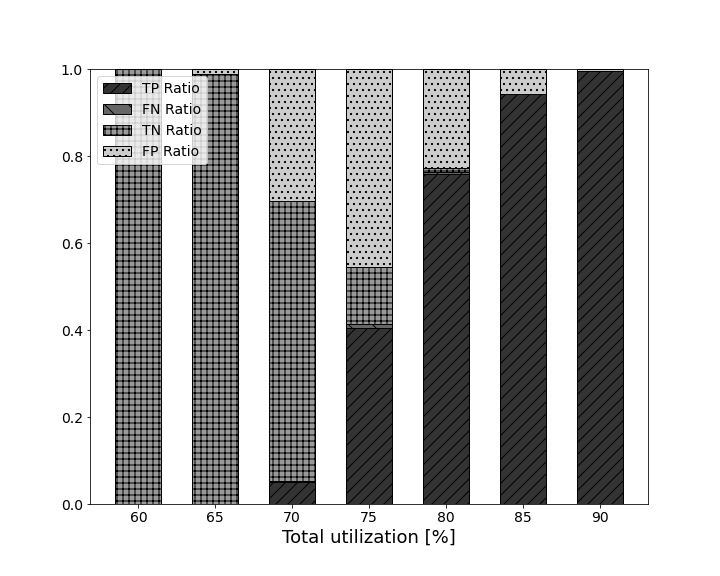 1.0
0.8
0.6
0.4
0.2
0.0
TP Ratio
FN Ratio
TN Ratio
FP Ratio
60 65 70 75 80 85 90
Total utilization [%]